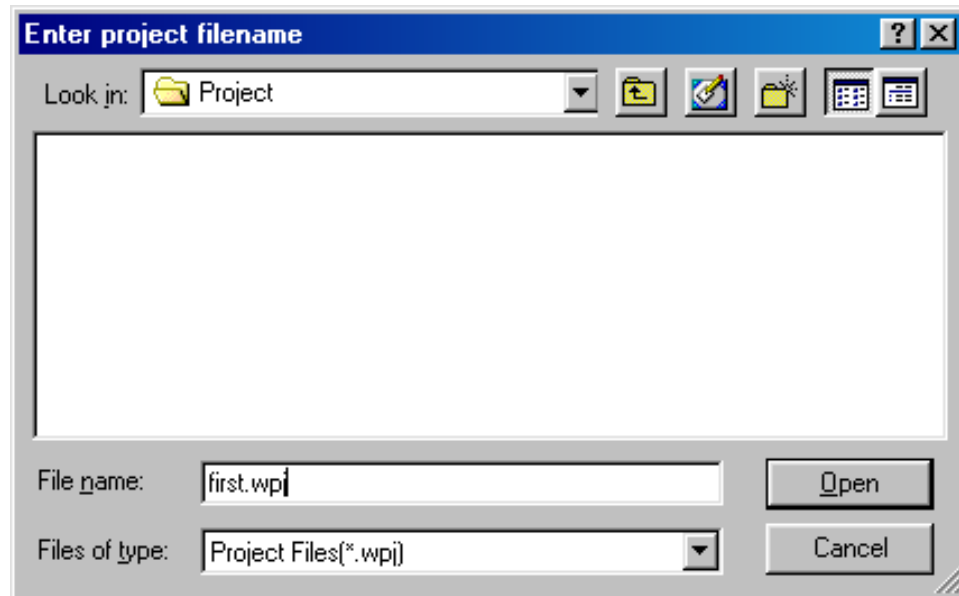 Enter project filename
Look in: Project
File name: first.wpj
Open
Files of type: Project Files(*.wpj)
Cancel